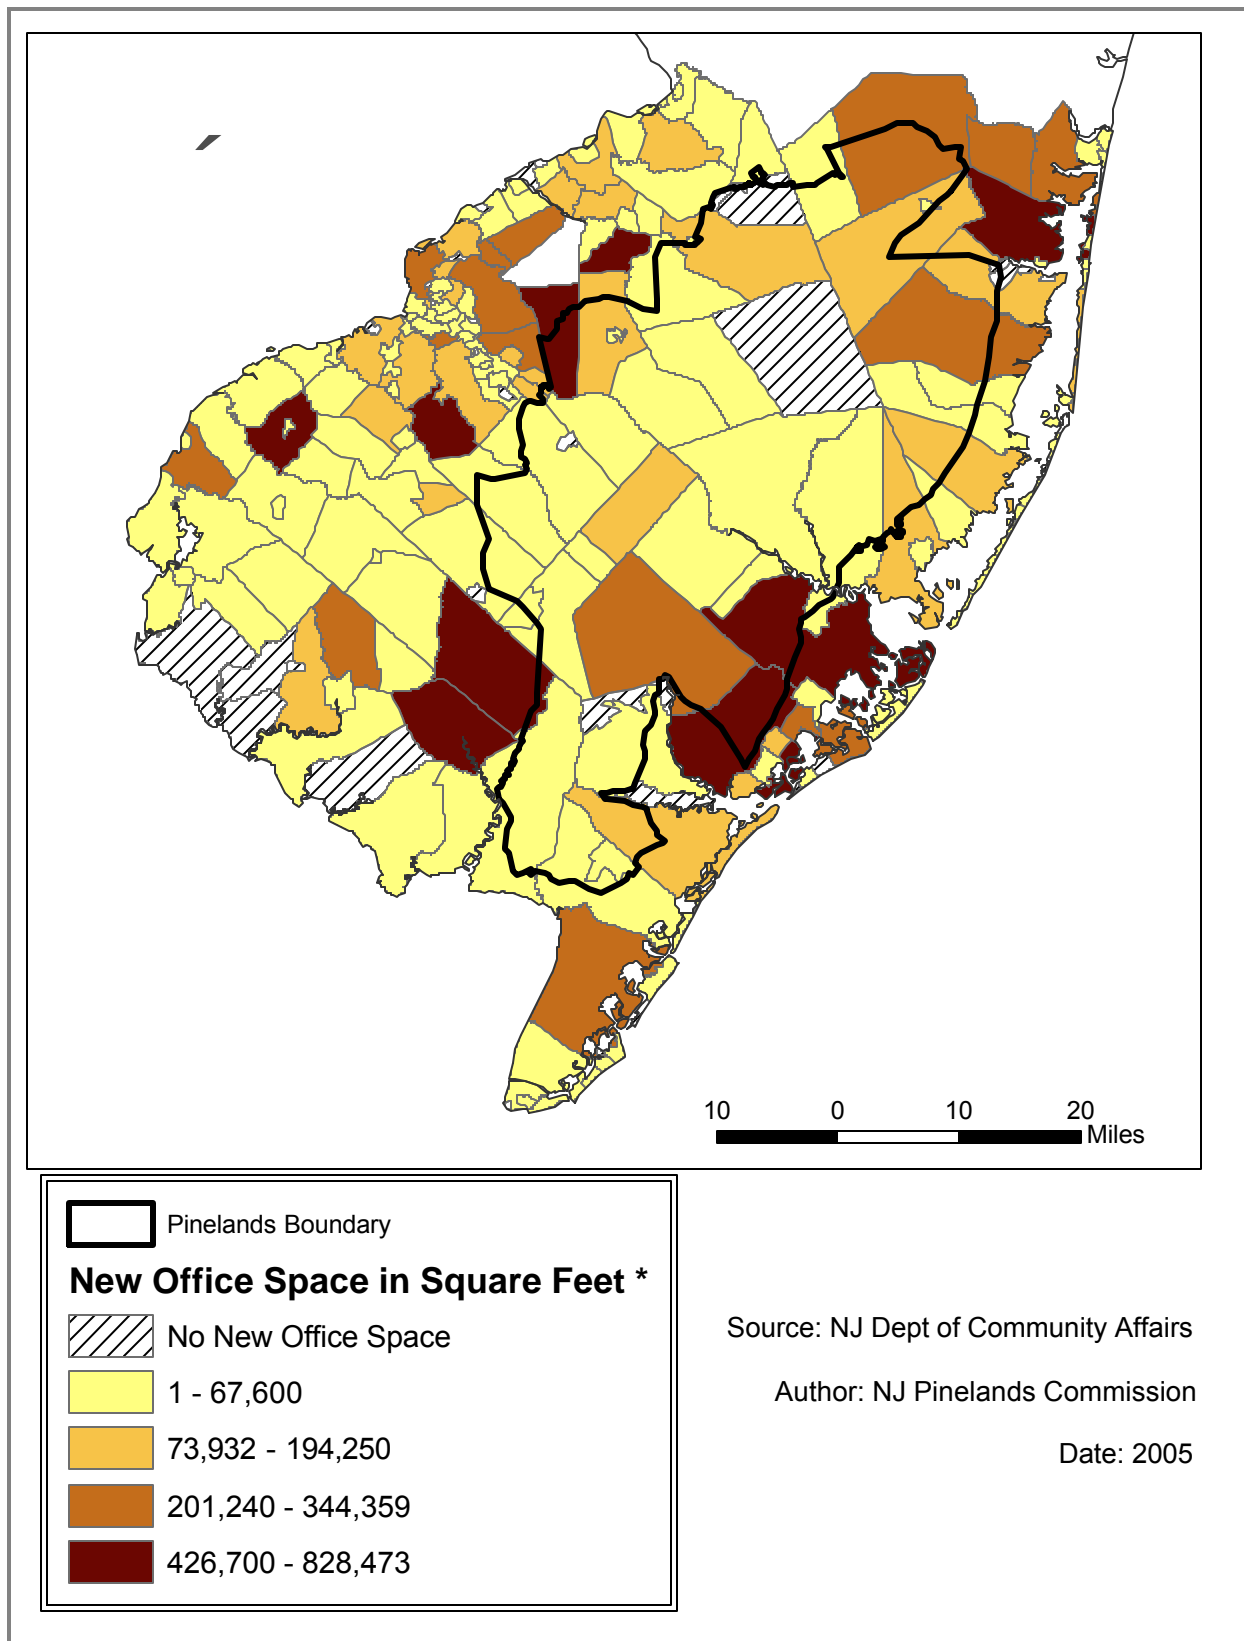 10 0 10 20
Miles
Pinelands Boundary
New Office Space in Square Feet *
No New Office Space
1 - 67,600
73,932 - 194,250
201,240 - 344,359
426,700 - 828,473
Source: NJ Dept of Community Affairs
Author: NJ Pinelands Commission
Date: 2005